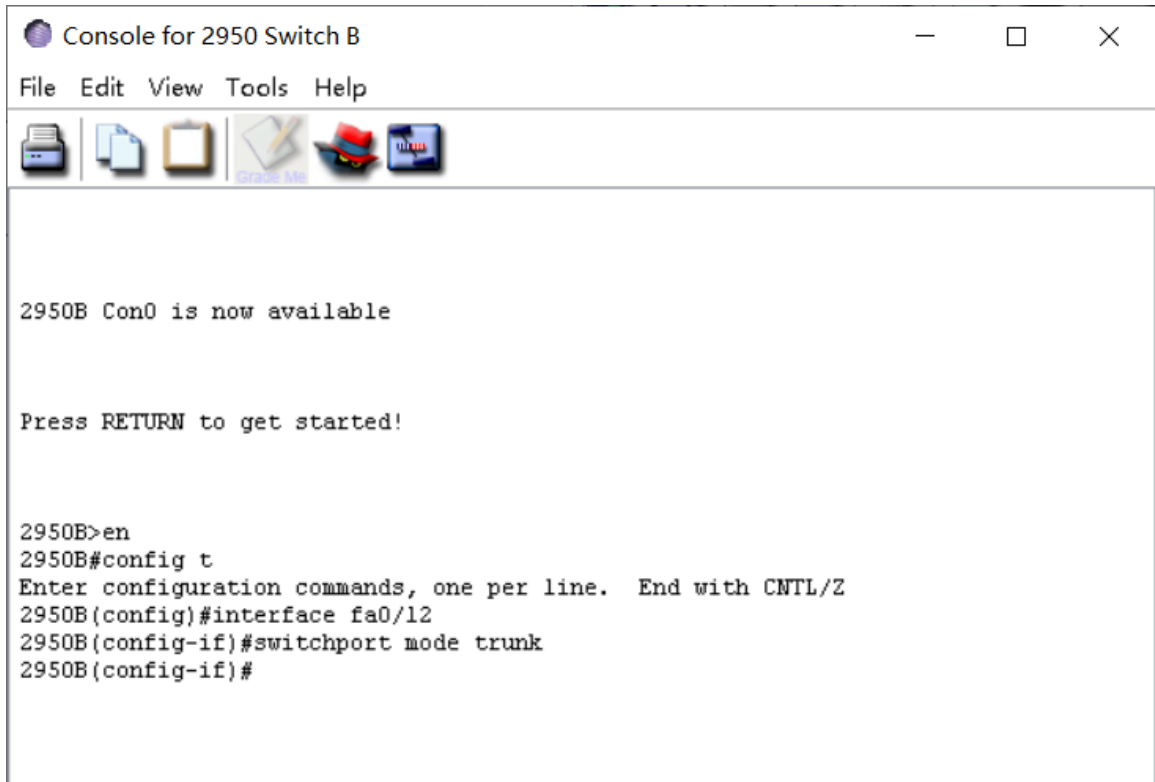 Console for 2950 Switch B
File Edit View Tools Help
Grade Me
2950B Con0 is now available
Press RETURN to get started!
2950B>en
2950B#config t
Enter configuration commands, one per line.  End with CNTL/Z
2950B(config)#interface fa0/12
2950B(config-if)#switchport mode trunk
2950B(config-if)#